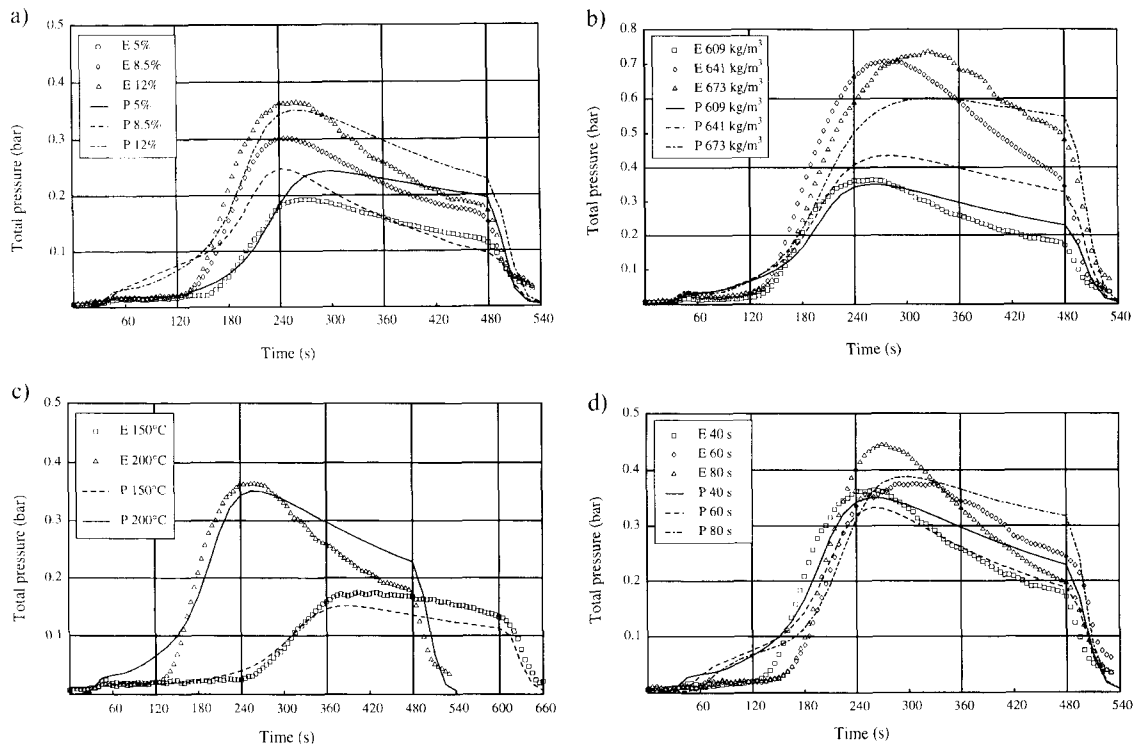 a)
0.5
0.4
0.3
0.2
0.1
Total pressure (bar)
E 5%
E 8.5%
E 12%
P 5%
P 8.5%
P 12%
60 120 180 240 300 360 420 480 540
Time (s)
b)
0.8
0.7
0.6
0.5
0.4
0.3
0.2
0.1
Total pressure (bar)
E 609 kg/m³
E 641 kg/m³
E 673 kg/m³
P 609 kg/m³
P 641 kg/m³
P 673 kg/m³
60 120 180 240 300 360 420 480 540
Time (s)
c)
0.5
0.4
0.3
0.2
0.1
Total pressure (bar)
E 150°C
E 200°C
P 150°C
P 200°C
60 120 180 240 300 360 420 480 540 600 660
Time (s)
d)
0.5
0.4
0.3
0.2
0.1
Total pressure (bar)
E 40 s
E 60 s
E 80 s
P 40 s
P 60 s
P 80 s
60 120 180 240 300 360 420 480 540
Time (s)